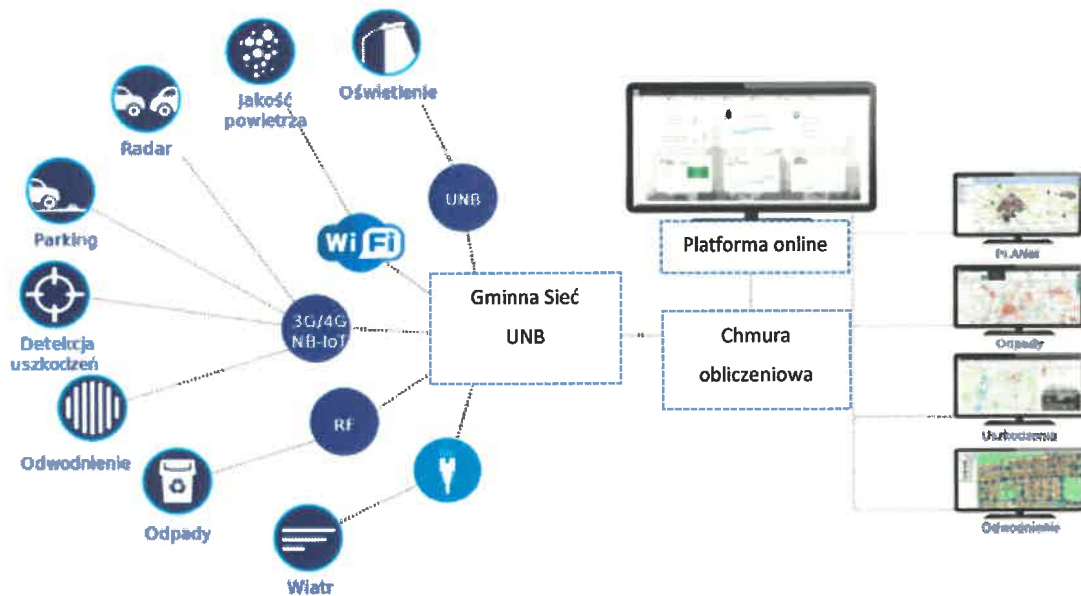 Jakość
powietrza
Oświetlenie
Radar
UNB
Parking
WiFi
Platforma online
PLANet
Gminna Sieć
UNB
Detekcja
uszkodzeń
3G/4G
NB-IoT
Chmura
obliczeniowa
Odpady
Odwodnienie
RF
Uszkodzenia
Odpady
Odwodnienie
Wiatr